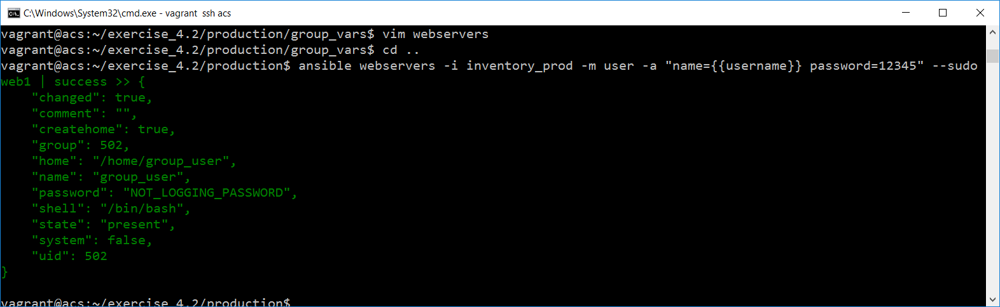 C:\Windows\System32\cmd.exe - vagrant  ssh acs
vagrant@acs:~/exercise_4.2/production/group_vars$ vim webservers
vagrant@acs:~/exercise_4.2/production/group_vars$ cd ..
vagrant@acs:~/exercise_4.2/production$ ansible webservers -i inventory_prod -m user -a "name={{username}} password=12345" --sudo
web1 | success >> {
    "changed": true,
    "comment": "",
    "createhome": true,
    "group": 502,
    "home": "/home/group_user",
    "name": "group_user",
    "password": "NOT_LOGGING_PASSWORD",
    "shell": "/bin/bash",
    "state": "present",
    "system": false,
    "uid": 502
}
vagrant@acs:~/exercise_4.2/production$